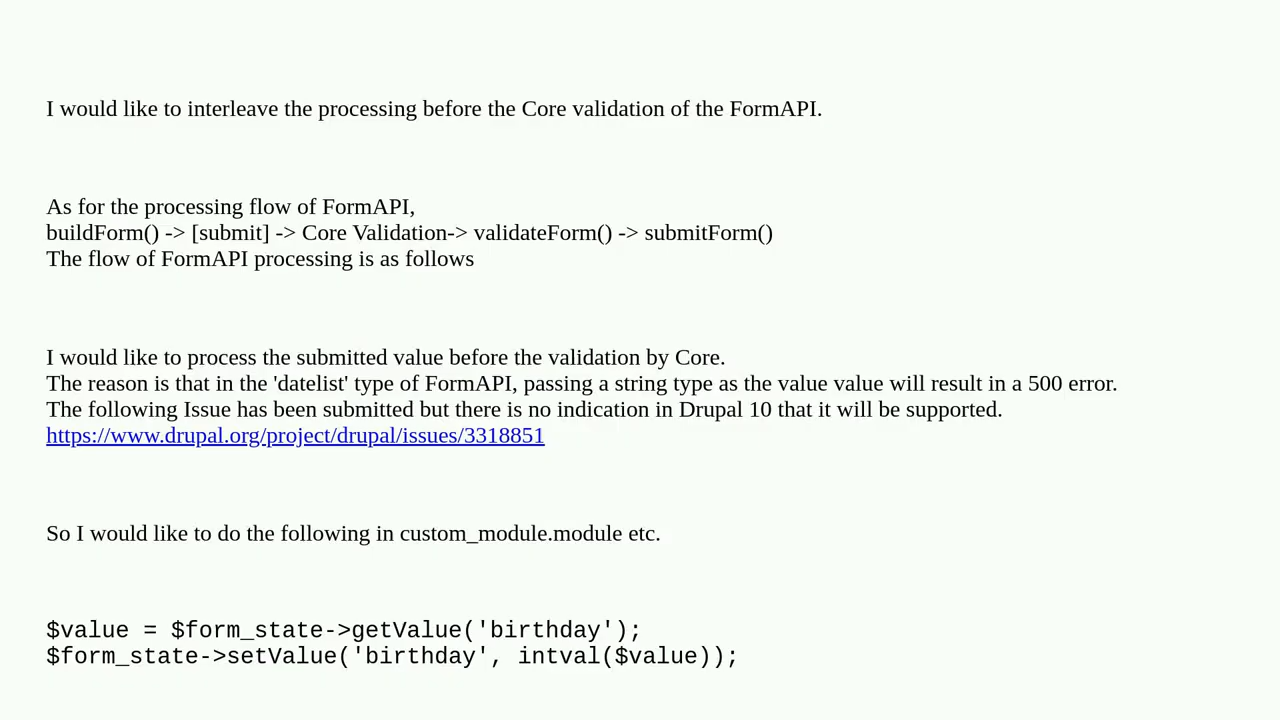 I would like to interleave the processing before the Core validation of the FormAPI.
As for the processing flow of FormAPI,
buildForm() -> [submit] -> Core Validation-> validateForm() -> submitForm()
The flow of FormAPI processing is as follows
I would like to process the submitted value before the validation by Core.
The reason is that in the 'datelist' type of FormAPI, passing a string type as the value value will result in a 500 error.
The following Issue has been submitted but there is no indication in Drupal 10 that it will be supported.
https://www.drupal.org/project/drupal/issues/3318851
So I would like to do the following in custom_module.module etc.
$value = $form_state->getValue('birthday');
$form_state->setValue('birthday', intval($value));